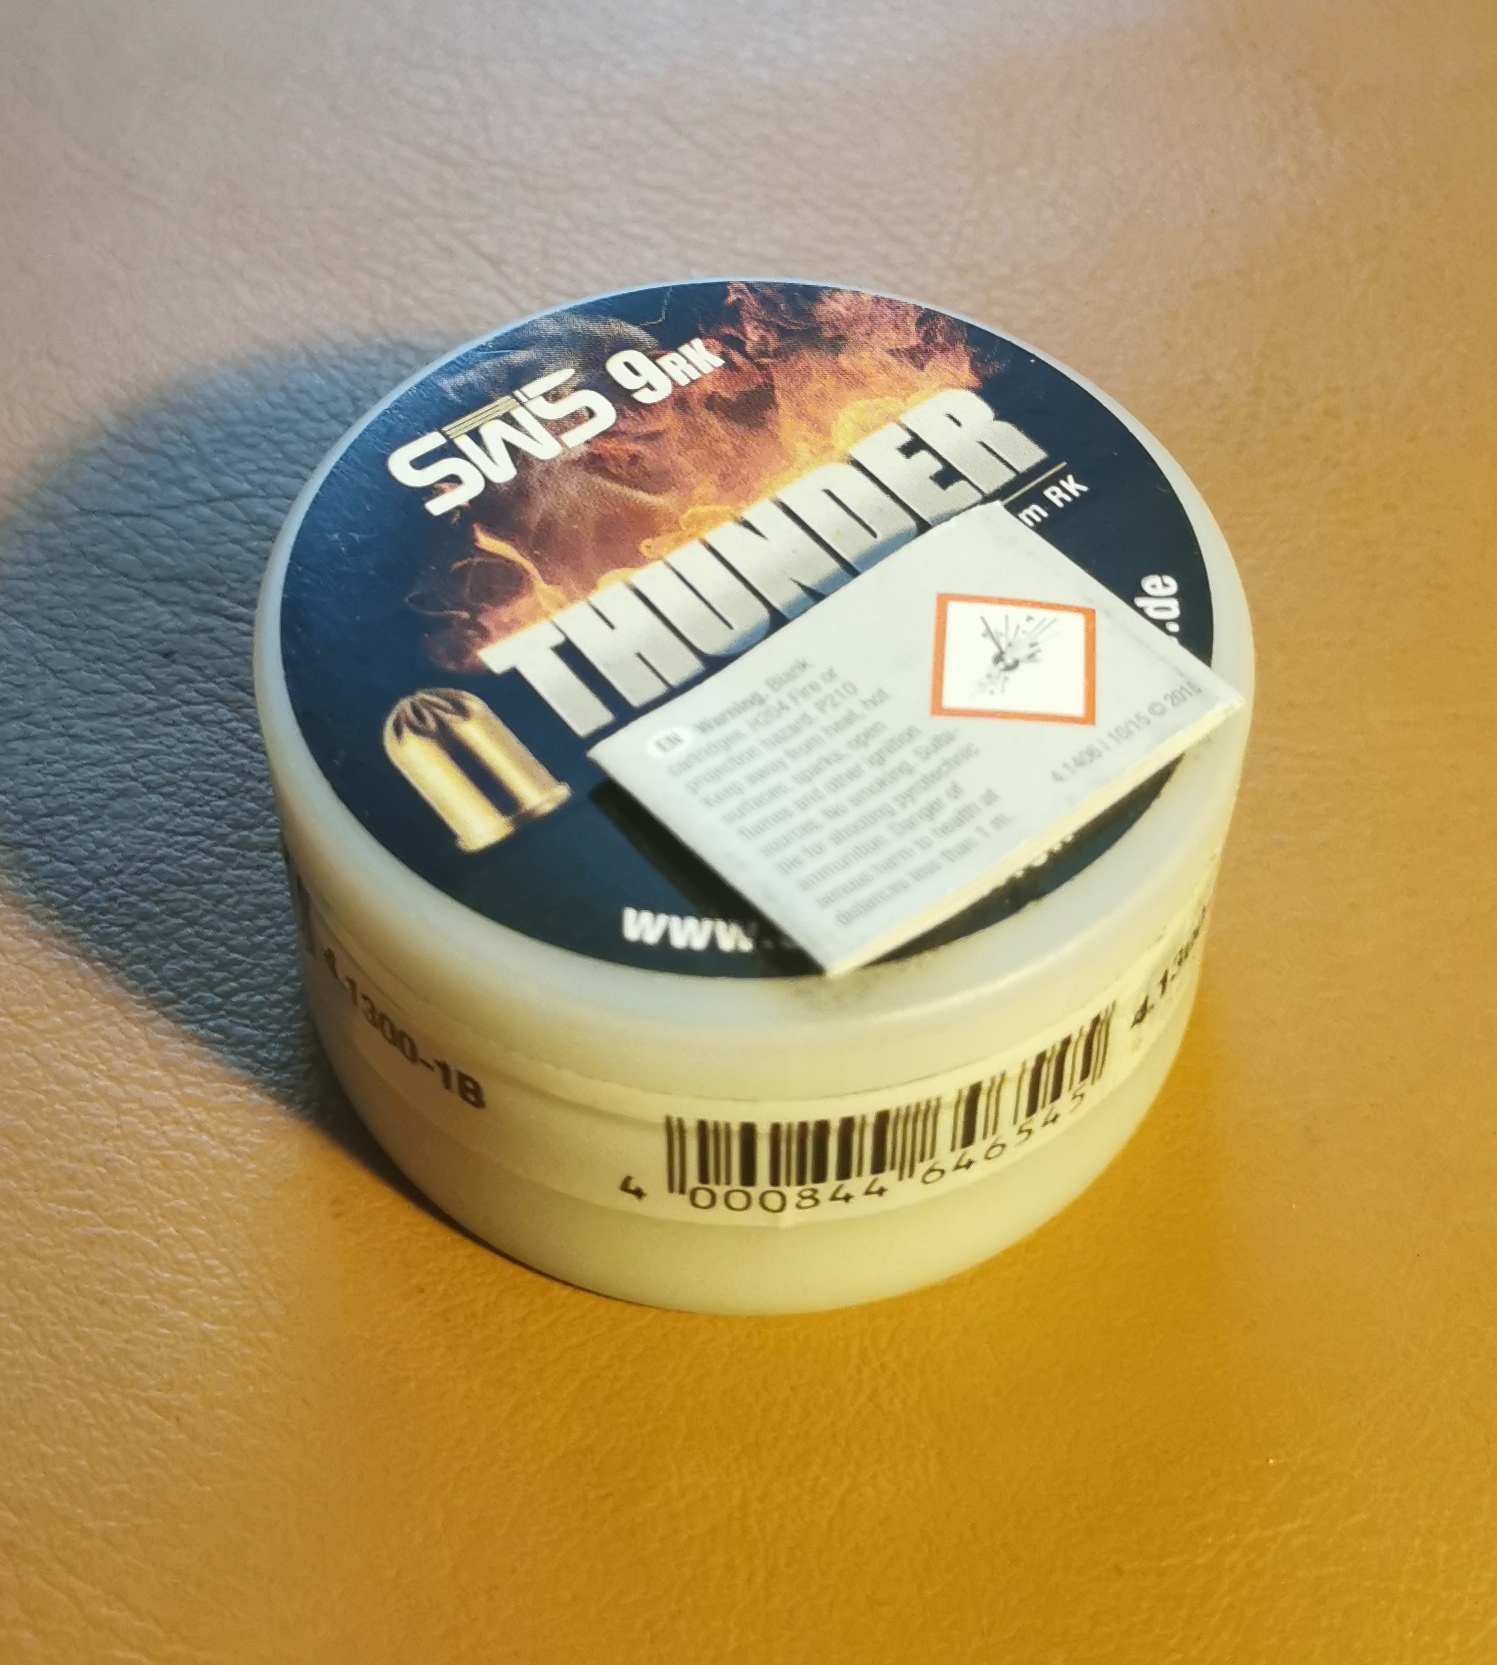 SWS 9RK
THUNDER
m RK
.de
EN Warning. Blank
cartridges. H204 Fire or
projection hazard. P210
Keep away from heat, hot
surfaces, sparks, open
flames and other ignition
sources. No smoking. Suita-
ble for shooting pyrotechnic
ammunition. Danger of
serious harm to health at
distances less than 1 m.
4.1406 I 10/15 © 2015
www.
4.1300-1B
4 000844 646545
4.130